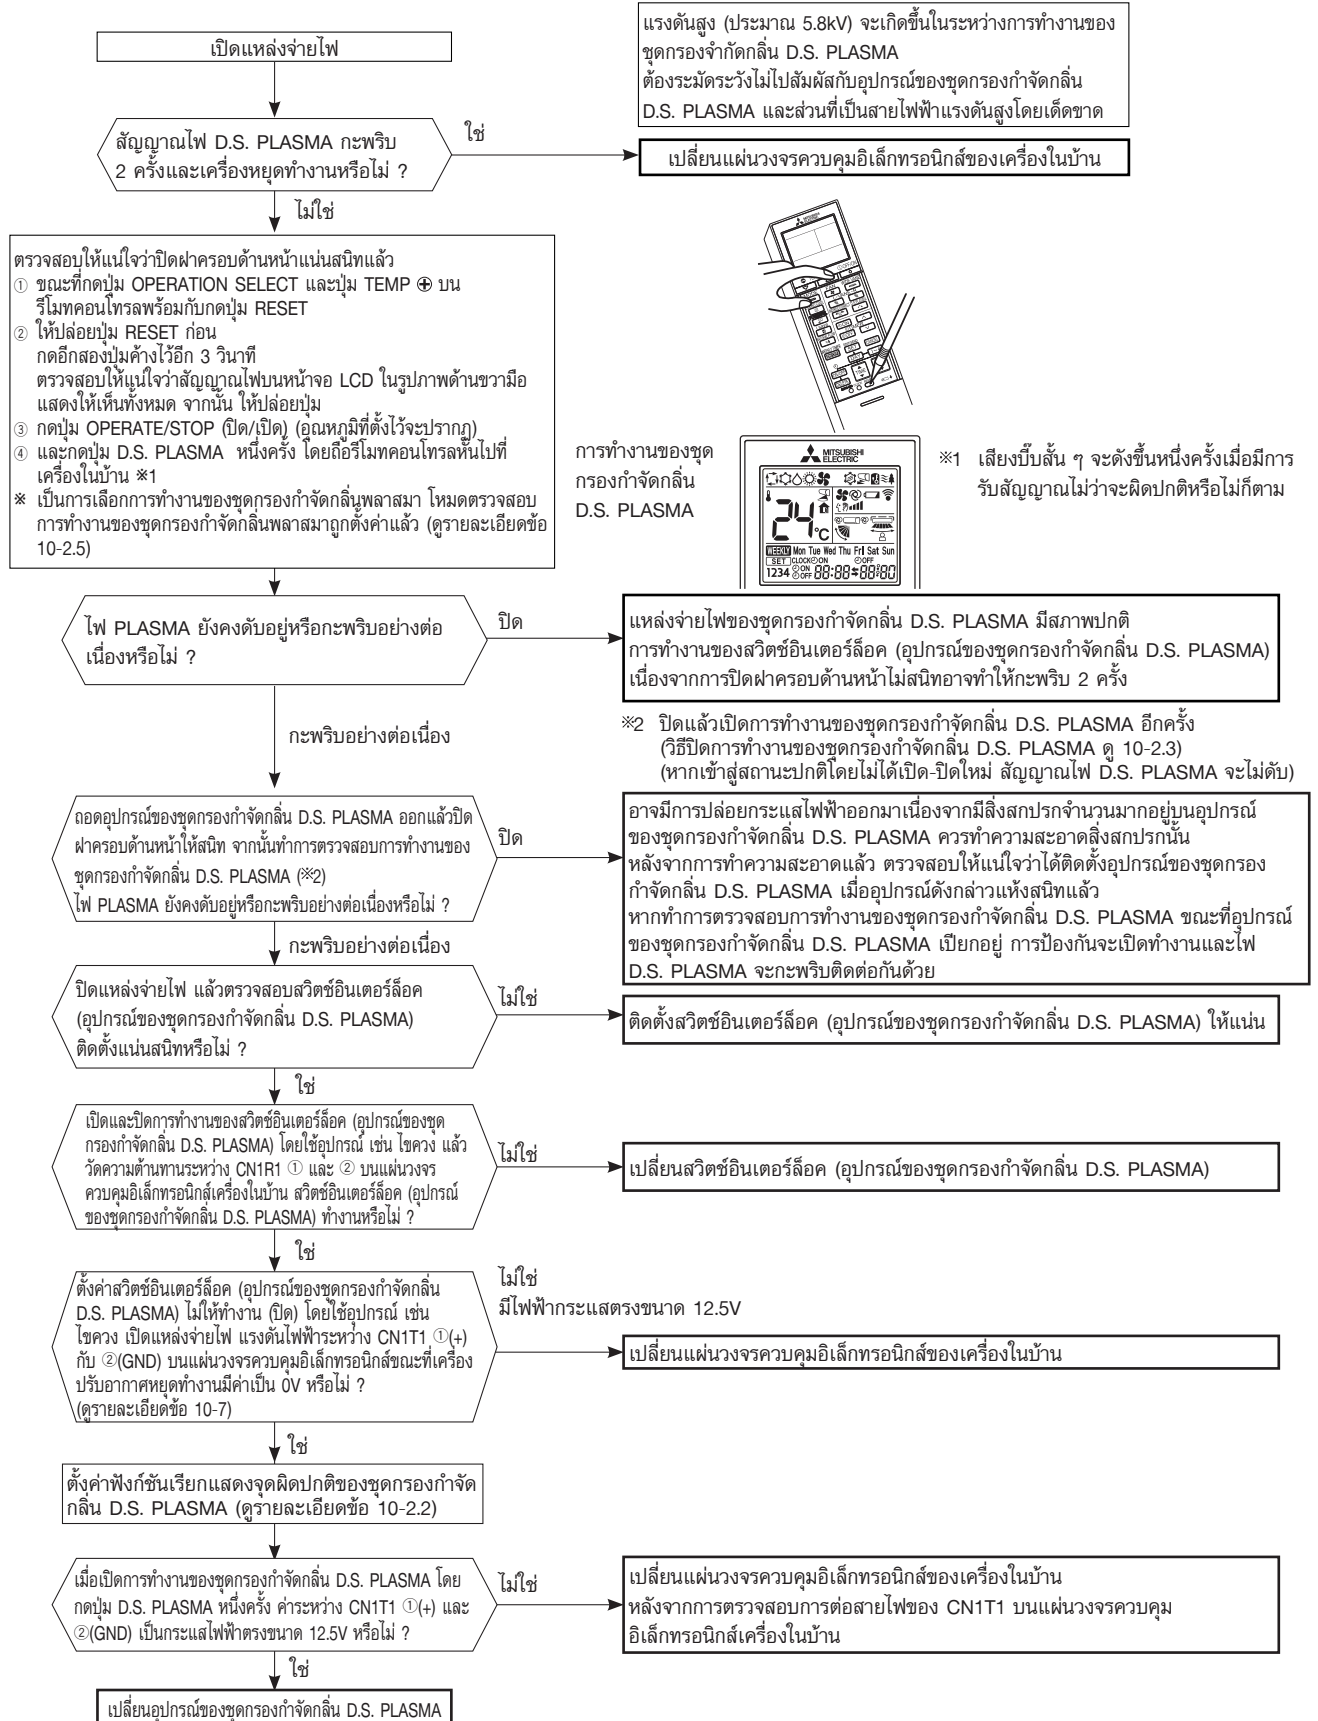 แรงดันสูง (ประมาณ 5.8kV) จะเกิดขึ้นในระหว่างการทำงานของ
ชุดกรองจำกัดกลิ่น D.S. PLASMA
ต้องระมัดระวังไม่ไปสัมผัสกับอุปกรณ์ของชุดกรองกำจัดกลิ่น
D.S. PLASMA และส่วนที่เป็นสายไฟฟ้าแรงดันสูงโดยเด็ดขาด
เปิดแหล่งจ่ายไฟ
สัญญาณไฟ D.S. PLASMA กะพริบ
2 ครั้งและเครื่องหยุดทำงานหรือไม่ ?
ใช่
เปลี่ยนแผ่นวงจรควบคุมอิเล็กทรอนิกส์ของเครื่องในบ้าน
ไม่ใช่
ตรวจสอบให้แน่ใจว่าปิดฝาครอบด้านหน้าแน่นสนิทแล้ว
① ขณะที่กดปุ่ม OPERATION SELECT และปุ่ม TEMP ⊕ บน
รีโมทคอนโทรลพร้อมกับกดปุ่ม RESET
② ให้ปล่อยปุ่ม RESET ก่อน
กดอีกสองปุ่มค้างไว้อีก 3 วินาที
ตรวจสอบให้แน่ใจว่าสัญญาณไฟบนหน้าจอ LCD ในรูปภาพด้านขวามือ
แสดงให้เห็นทั้งหมด จากนั้น ให้ปล่อยปุ่ม
③ กดปุ่ม OPERATE/STOP (ปิด/เปิด) (อุณหภูมิที่ตั้งไว้จะปรากฏ)
④ และกดปุ่ม D.S. PLASMA หนึ่งครั้ง โดยถือรีโมทคอนโทรลหันไปที่
เครื่องในบ้าน ※1
※ เป็นการเลือกการทำงานของชุดกรองกำจัดกลิ่นพลาสมา โหมดตรวจสอบ
การทำงานของชุดกรองกำจัดกลิ่นพลาสมาถูกตั้งค่าแล้ว (ดูรายละเอียดข้อ
10-2.5)
การทำงานของชุด
กรองกำจัดกลิ่น
D.S. PLASMA
MITSUBISHI
ELECTRIC
24°C
WEEKLY Mon Tue Wed Thu Fri Sat Sun
SET CLOCK ON OFF
1234 ON OFF 88:88 88:80
※1 เสียงบี๊บสั้น ๆ จะดังขึ้นหนึ่งครั้งเมื่อมีการ
รับสัญญาณไม่ว่าจะผิดปกติหรือไม่ก็ตาม
ไฟ PLASMA ยังคงดับอยู่หรือกะพริบอย่างต่อ
เนื่องหรือไม่ ?
ปิด
แหล่งจ่ายไฟของชุดกรองกำจัดกลิ่น D.S. PLASMA มีสภาพปกติ
การทำงานของสวิตช์อินเตอร์ล็อค (อุปกรณ์ของชุดกรองกำจัดกลิ่น D.S. PLASMA)
เนื่องจากการปิดฝาครอบด้านหน้าไม่สนิทอาจทำให้กะพริบ 2 ครั้ง
กะพริบอย่างต่อเนื่อง
※2 ปิดแล้วเปิดการทำงานของชุดกรองกำจัดกลิ่น D.S. PLASMA อีกครั้ง
(วิธีปิดการทำงานของชุดกรองกำจัดกลิ่น D.S. PLASMA ดู 10-2.3)
(หากเข้าสู่สถานะปกติโดยไม่ได้เปิด-ปิดใหม่ สัญญาณไฟ D.S. PLASMA จะไม่ดับ)
ถอดอุปกรณ์ของชุดกรองกำจัดกลิ่น D.S. PLASMA ออกแล้วปิด
ฝาครอบด้านหน้าให้สนิท จากนั้นทำการตรวจสอบการทำงานของ
ชุดกรองกำจัดกลิ่น D.S. PLASMA (※2)
ไฟ PLASMA ยังคงดับอยู่หรือกะพริบอย่างต่อเนื่องหรือไม่ ?
ปิด
อาจมีการปล่อยกระแสไฟฟ้าออกมาเนื่องจากมีสิ่งสกปรกจำนวนมากอยู่บนอุปกรณ์
ของชุดกรองกำจัดกลิ่น D.S. PLASMA ควรทำความสะอาดสิ่งสกปรกนั้น
หลังจากการทำความสะอาดแล้ว ตรวจสอบให้แน่ใจว่าได้ติดตั้งอุปกรณ์ของชุดกรอง
กำจัดกลิ่น D.S. PLASMA เมื่ออุปกรณ์ดังกล่าวแห้งสนิทแล้ว
หากทำการตรวจสอบการทำงานของชุดกรองกำจัดกลิ่น D.S. PLASMA ขณะที่อุปกรณ์
ของชุดกรองกำจัดกลิ่น D.S. PLASMA เปียกอยู่ การป้องกันจะเปิดทำงานและไฟ
D.S. PLASMA จะกะพริบติดต่อกันด้วย
กะพริบอย่างต่อเนื่อง
ปิดแหล่งจ่ายไฟ แล้วตรวจสอบสวิตช์อินเตอร์ล็อค
(อุปกรณ์ของชุดกรองกำจัดกลิ่น D.S. PLASMA)
ติดตั้งแน่นสนิทหรือไม่ ?
ไม่ใช่
ติดตั้งสวิตช์อินเตอร์ล็อค (อุปกรณ์ของชุดกรองกำจัดกลิ่น D.S. PLASMA) ให้แน่น
ใช่
เปิดและปิดการทำงานของสวิตช์อินเตอร์ล็อค (อุปกรณ์ของชุด
กรองกำจัดกลิ่น D.S. PLASMA) โดยใช้อุปกรณ์ เช่น ไขควง แล้ว
วัดความต้านทานระหว่าง CN1R1 ① และ ② บนแผ่นวงจร
ควบคุมอิเล็กทรอนิกส์เครื่องในบ้าน สวิตช์อินเตอร์ล็อค (อุปกรณ์
ของชุดกรองกำจัดกลิ่น D.S. PLASMA) ทำงานหรือไม่ ?
ไม่ใช่
เปลี่ยนสวิตช์อินเตอร์ล็อค (อุปกรณ์ของชุดกรองกำจัดกลิ่น D.S. PLASMA)
ใช่
ตั้งค่าสวิตช์อินเตอร์ล็อค (อุปกรณ์ของชุดกรองกำจัดกลิ่น
D.S. PLASMA) ไม่ให้ทำงาน (ปิด) โดยใช้อุปกรณ์ เช่น
ไขควง เปิดแหล่งจ่ายไฟ แรงดันไฟฟ้าระหว่าง CN1T1 ①(+)
กับ ②(GND) บนแผ่นวงจรควบคุมอิเล็กทรอนิกส์ขณะที่เครื่อง
ปรับอากาศหยุดทำงานมีค่าเป็น 0V หรือไม่ ?
(ดูรายละเอียดข้อ 10-7)
ไม่ใช่
มีไฟฟ้ากระแสตรงขนาด 12.5V
เปลี่ยนแผ่นวงจรควบคุมอิเล็กทรอนิกส์ของเครื่องในบ้าน
ใช่
ตั้งค่าฟังก์ชันเรียกแสดงจุดผิดปกติของชุดกรองกำจัด
กลิ่น D.S. PLASMA (ดูรายละเอียดข้อ 10-2.2)
เมื่อเปิดการทำงานของชุดกรองกำจัดกลิ่น D.S. PLASMA โดย
กดปุ่ม D.S. PLASMA หนึ่งครั้ง ค่าระหว่าง CN1T1 ①(+) และ
②(GND) เป็นกระแสไฟฟ้าตรงขนาด 12.5V หรือไม่ ?
ไม่ใช่
เปลี่ยนแผ่นวงจรควบคุมอิเล็กทรอนิกส์ของเครื่องในบ้าน
หลังจากการตรวจสอบการต่อสายไฟของ CN1T1 บนแผ่นวงจรควบคุม
อิเล็กทรอนิกส์เครื่องในบ้าน
ใช่
เปลี่ยนอุปกรณ์ของชุดกรองกำจัดกลิ่น D.S. PLASMA